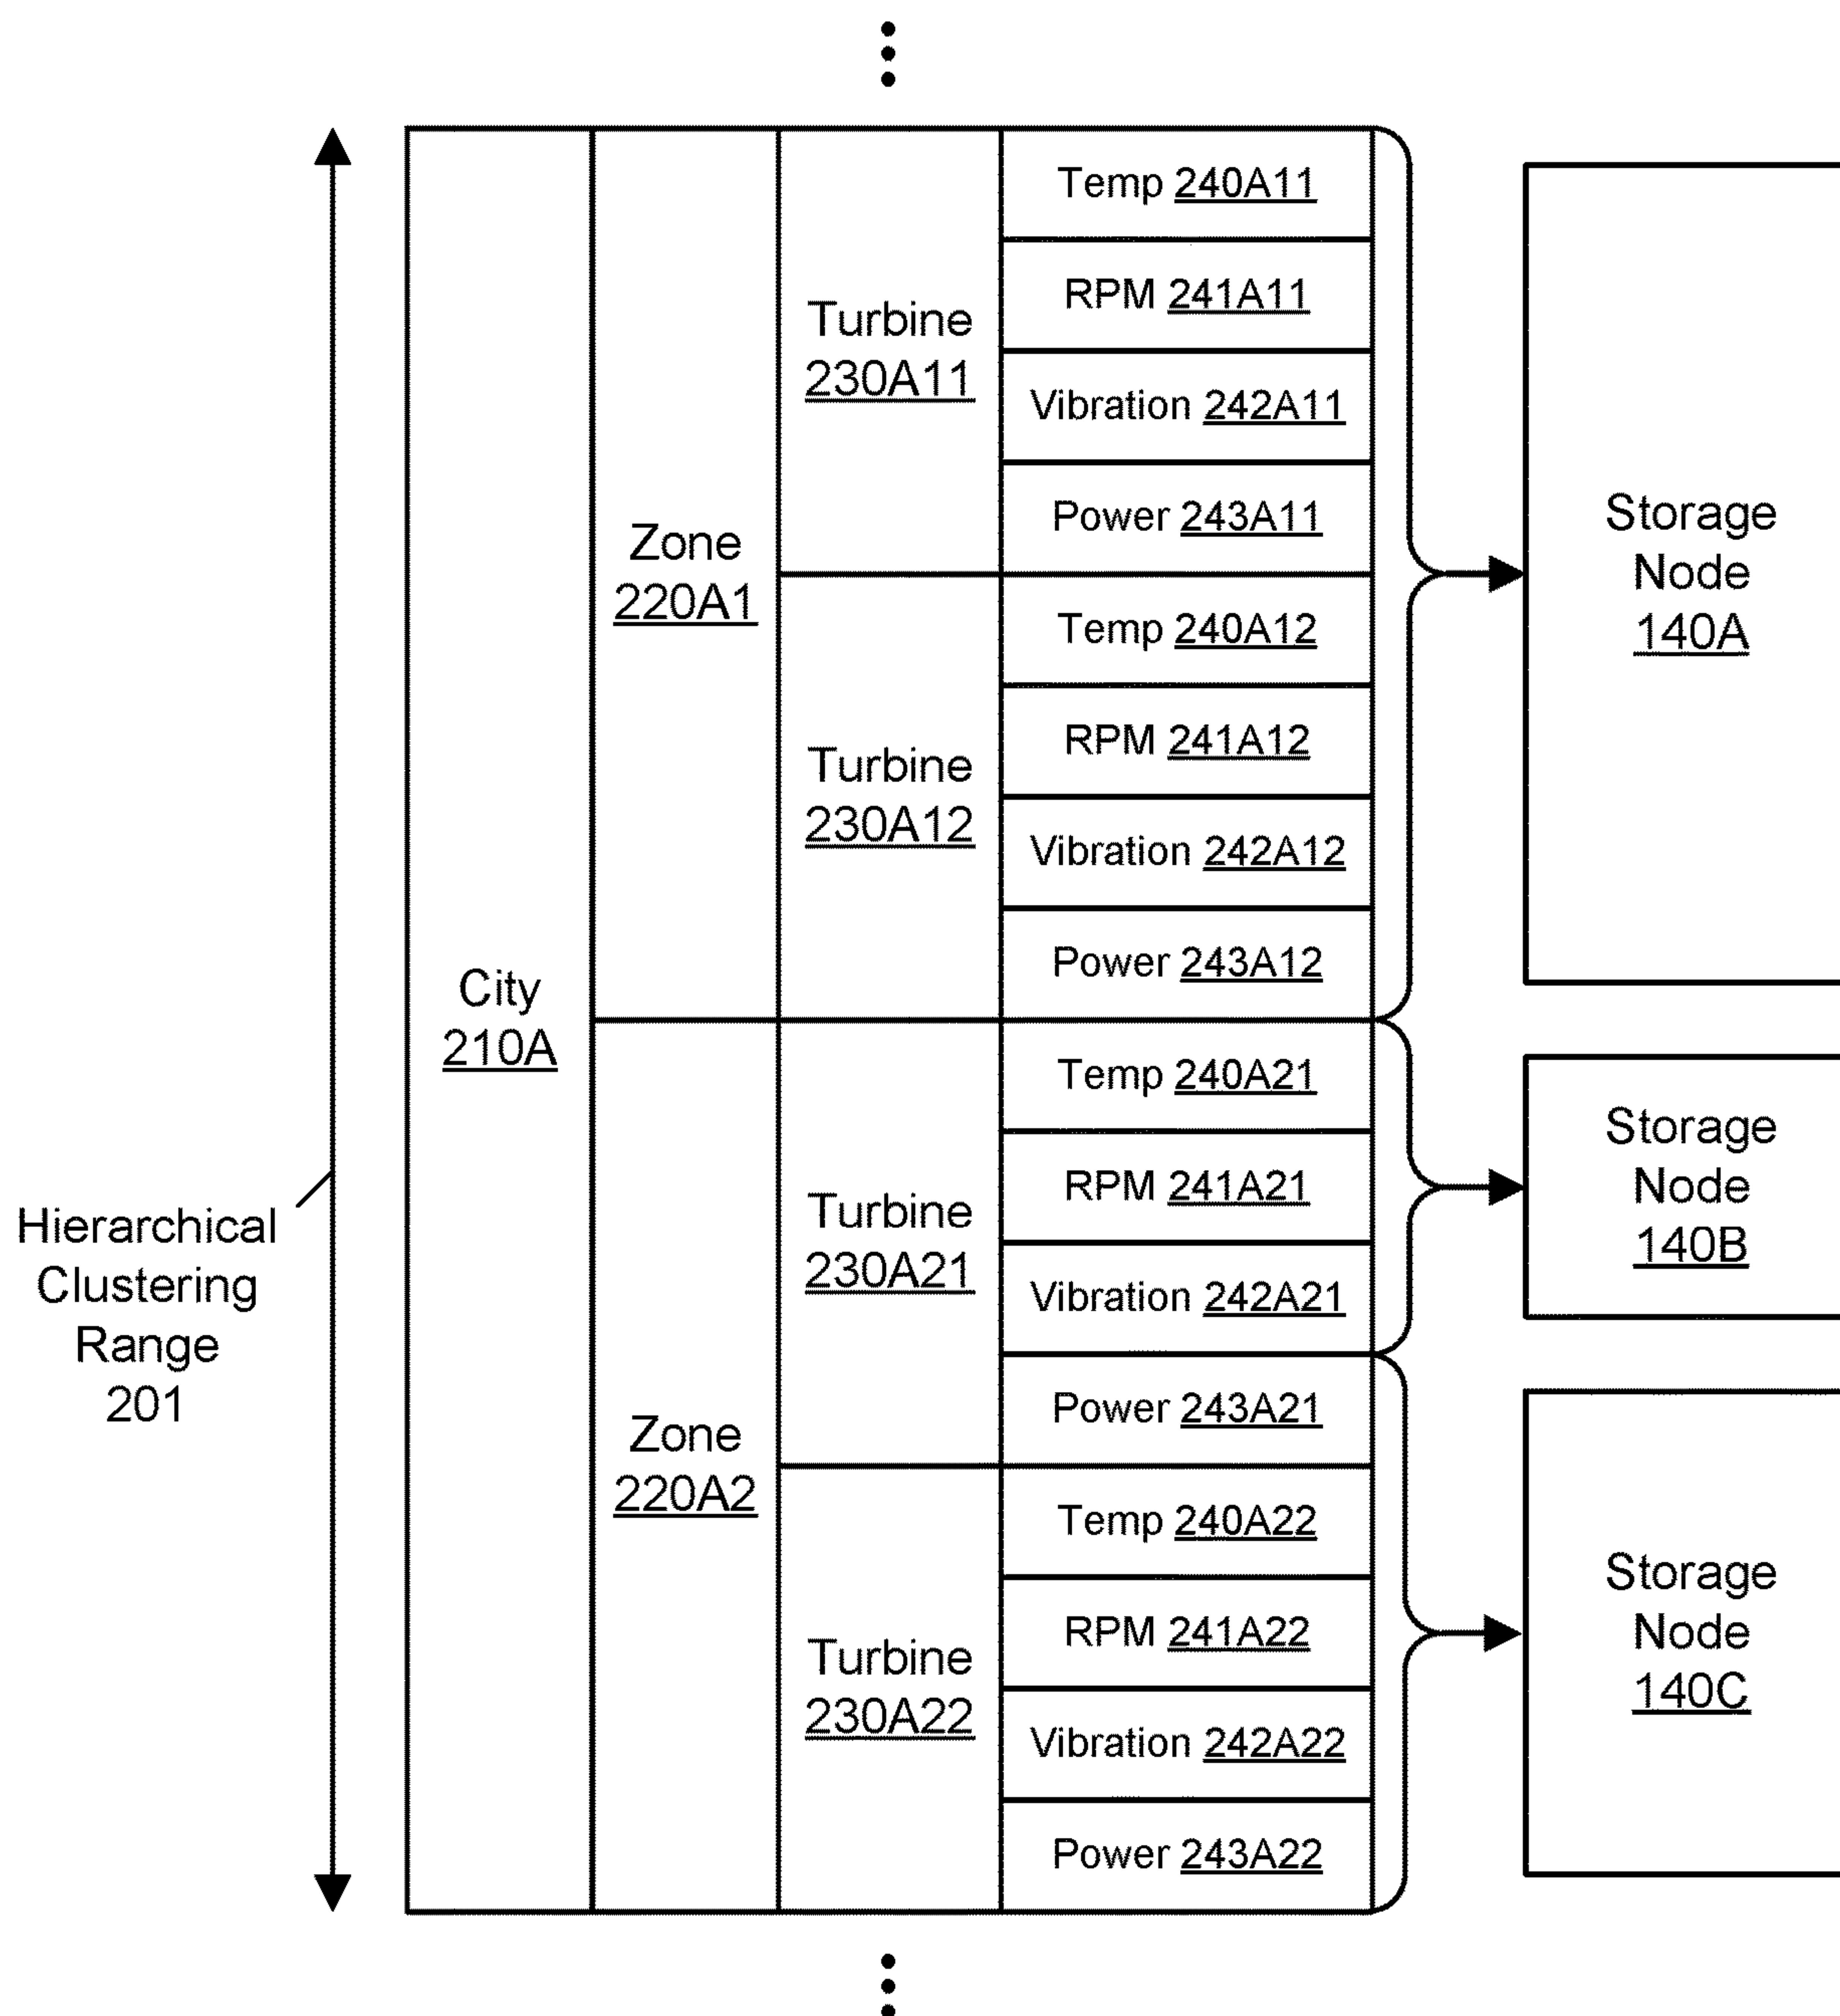 Hierarchical
Clustering
Range
201
City
210A
Zone
220A1
Turbine
230A11
Temp 240A11
RPM 241A11
Vibration 242A11
Power 243A11
Turbine
230A12
Temp 240A12
RPM 241A12
Vibration 242A12
Power 243A12
Zone
220A2
Turbine
230A21
Temp 240A21
RPM 241A21
Vibration 242A21
Power 243A21
Turbine
230A22
Temp 240A22
RPM 241A22
Vibration 242A22
Power 243A22
Storage
Node
140A
Storage
Node
140B
Storage
Node
140C